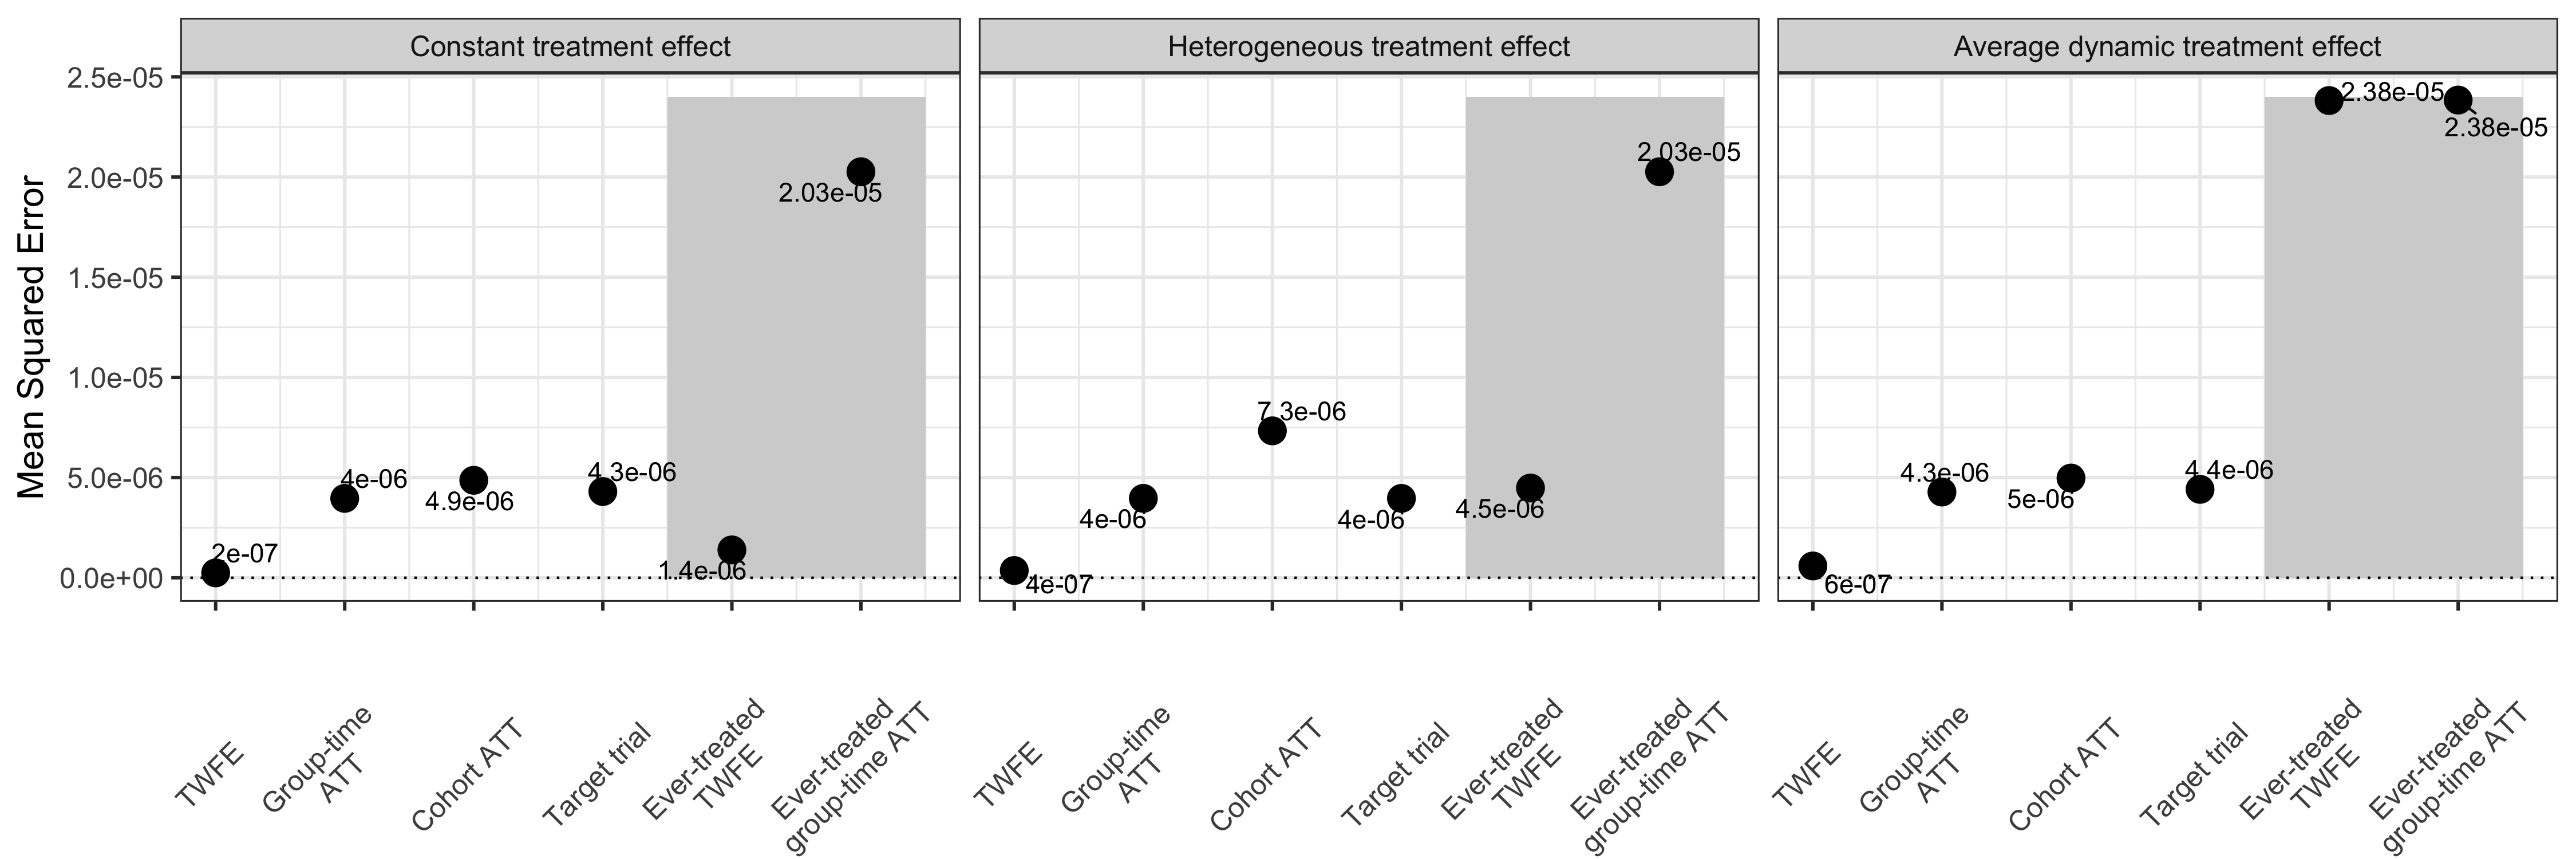 Constant treatment effect
Heterogeneous treatment effect
Average dynamic treatment effect
Mean Squared Error
2.5e-05
2.0e-05
1.5e-05
1.0e-05
5.0e-06
0.0e+00
2e-07
4e-06
4.9e-06
4.3e-06
1.4e-06
2.03e-05
4e-07
4e-06
7.3e-06
4e-06
4.5e-06
2.03e-05
6e-07
4.3e-06
5e-06
4.4e-06
2.38e-05
2.38e-05
TWFE
Group-time
ATT
Cohort ATT
Target trial
Ever-treated
TWFE
Ever-treated
group-time ATT
TWFE
Group-time
ATT
Cohort ATT
Target trial
Ever-treated
TWFE
Ever-treated
group-time ATT
TWFE
Group-time
ATT
Cohort ATT
Target trial
Ever-treated
TWFE
Ever-treated
group-time ATT